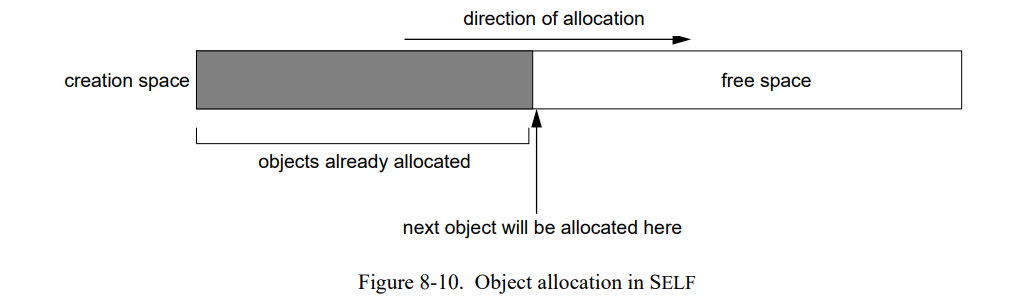 direction of allocation
creation space
free space
objects already allocated
next object will be allocated here
Figure 8-10.  Object allocation in SELF